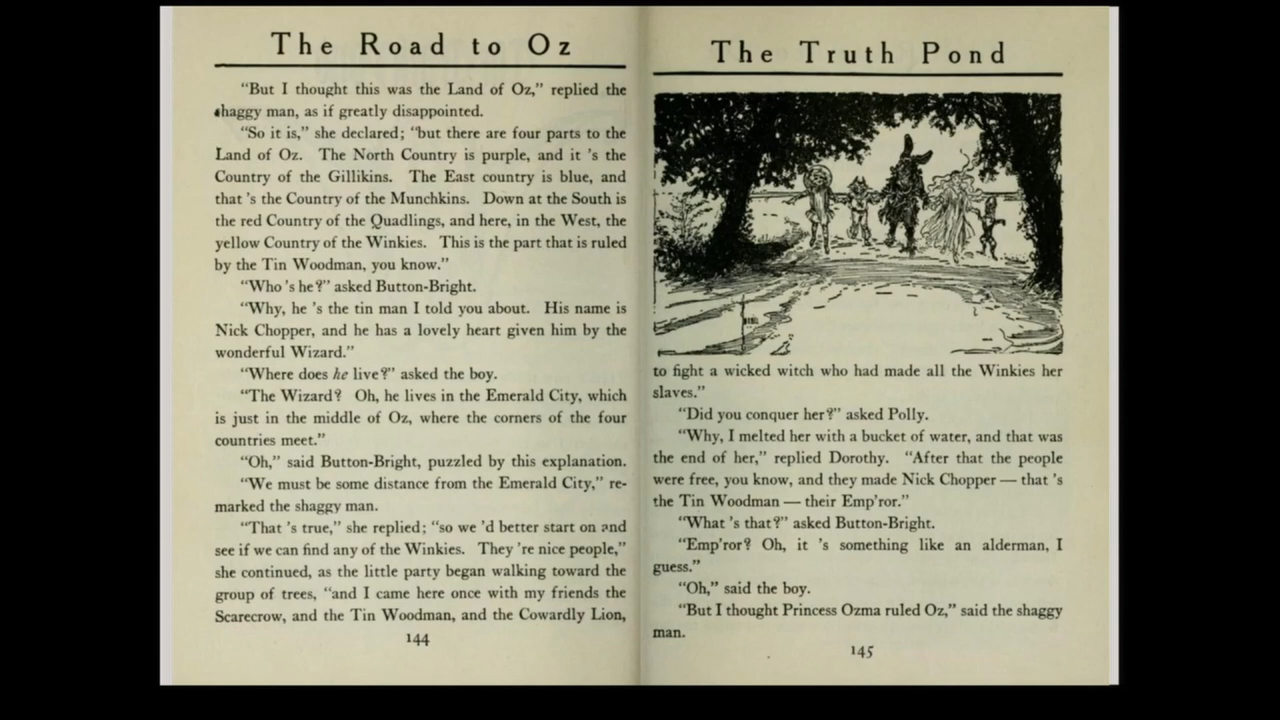 The Road to Oz
“But I thought this was the Land of Oz,” replied the
shaggy man, as if greatly disappointed.
“So it is,” she declared; “but there are four parts to the
Land of Oz. The North Country is purple, and it 's the
Country of the Gillikins. The East country is blue, and
that 's the Country of the Munchkins. Down at the South is
the red Country of the Quadlings, and here, in the West, the
yellow Country of the Winkies. This is the part that is ruled
by the Tin Woodman, you know.”
“Who 's he?” asked Button-Bright.
“Why, he 's the tin man I told you about. His name is
Nick Chopper, and he has a lovely heart given him by the
wonderful Wizard.”
“Where does he live?” asked the boy.
“The Wizard? Oh, he lives in the Emerald City, which
is just in the middle of Oz, where the corners of the four
countries meet.”
“Oh,” said Button-Bright, puzzled by this explanation.
“We must be some distance from the Emerald City,” re-
marked the shaggy man.
“That 's true,” she replied; “so we 'd better start on and
see if we can find any of the Winkies. They 're nice people,”
she continued, as the little party began walking toward the
group of trees, “and I came here once with my friends the
Scarecrow, and the Tin Woodman, and the Cowardly Lion,
144
The Truth Pond
to fight a wicked witch who had made all the Winkies her
slaves.”
“Did you conquer her?” asked Polly.
“Why, I melted her with a bucket of water, and that was
the end of her,” replied Dorothy. “After that the people
were free, you know, and they made Nick Chopper — that 's
the Tin Woodman — their Emp'ror.”
“What 's that?” asked Button-Bright.
“Emp'ror? Oh, it 's something like an alderman, I
guess.”
“Oh,” said the boy.
“But I thought Princess Ozma ruled Oz,” said the shaggy
man.
145